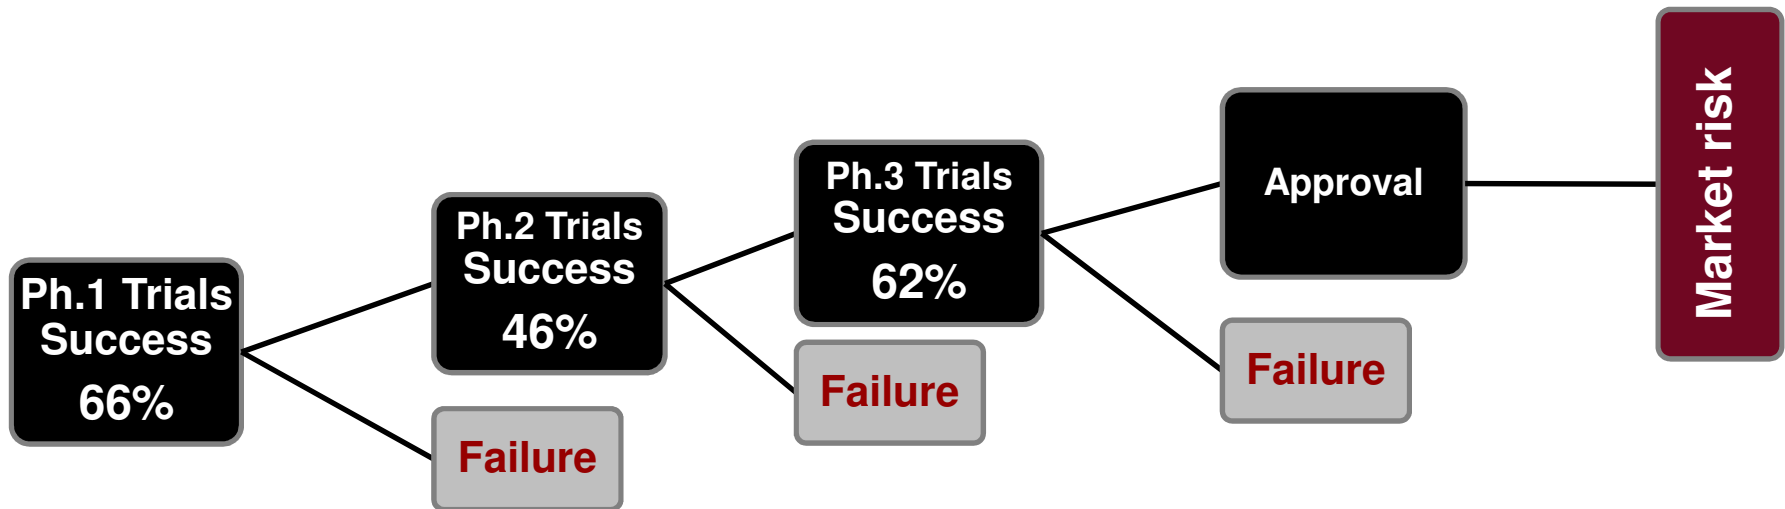 Ph.1 Trials
Success
66%
Failure
Ph.2 Trials
Success
46%
Failure
Ph.3 Trials
Success
62%
Failure
Approval
Market risk